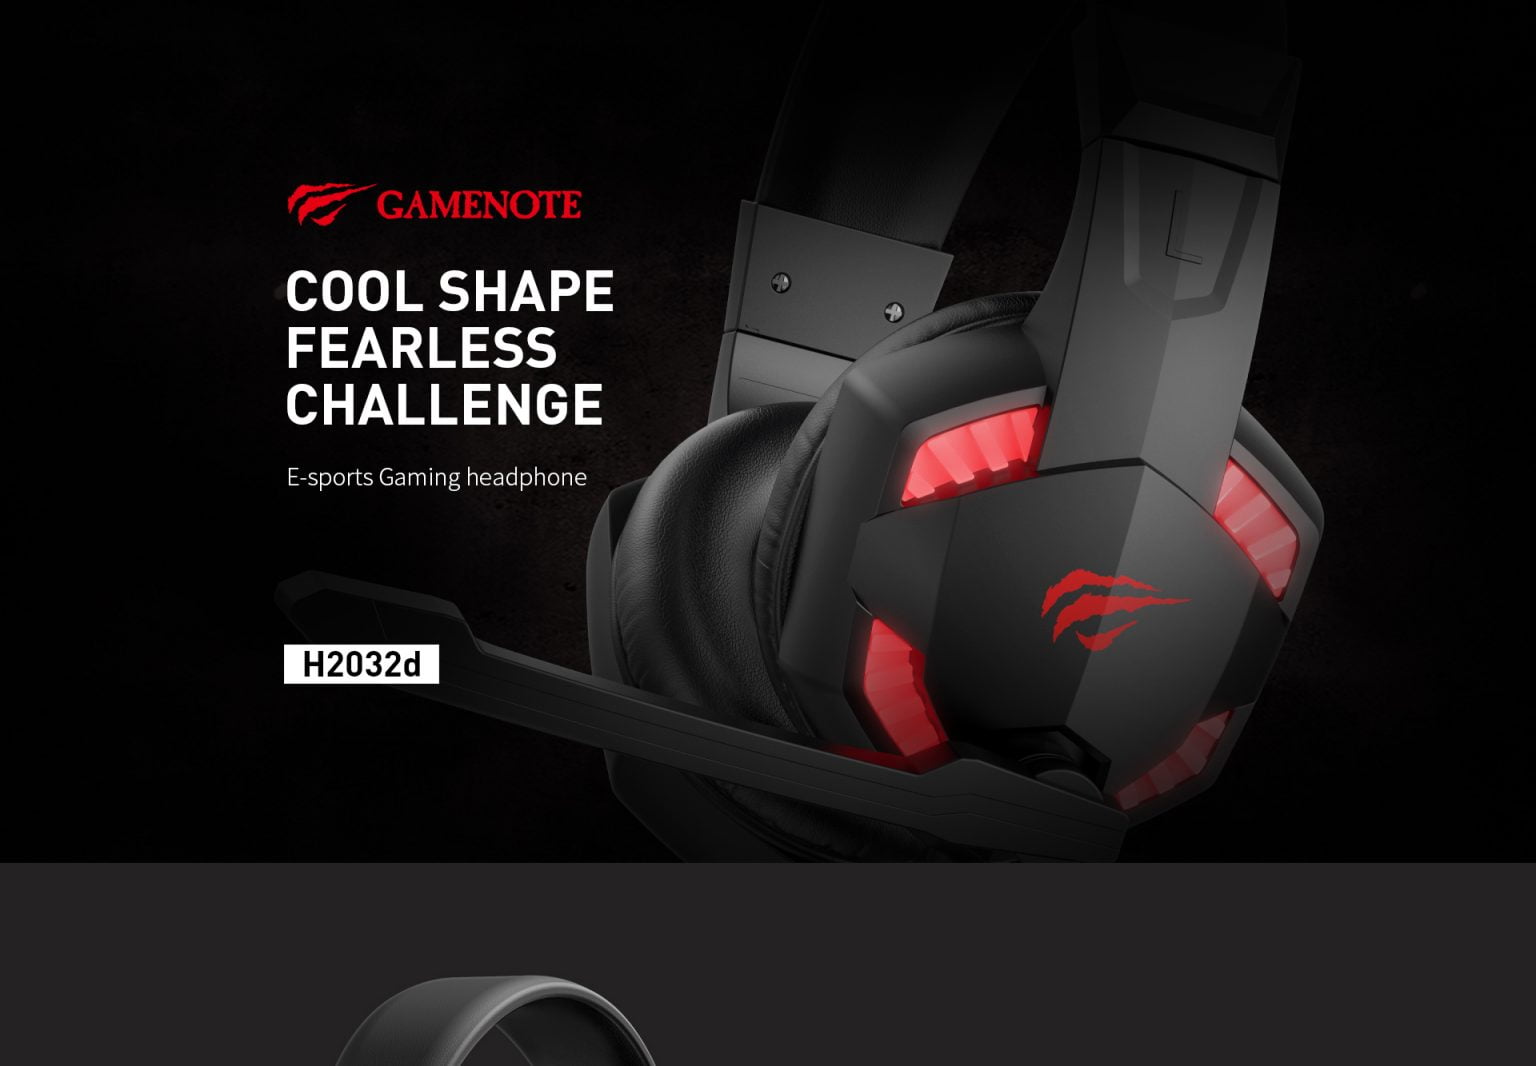 GAMENOTE
COOL SHAPE
FEARLESS
CHALLENGE
E-sports Gaming headphone
H2032d
L